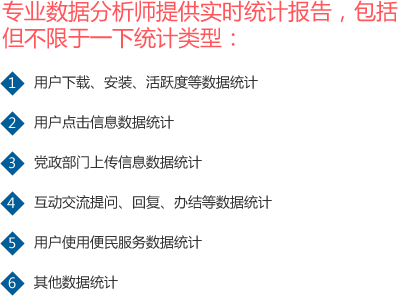 专业数据分析师提供实时统计报告，包括
但不限于一下统计类型：
1 用户下载、安装、活跃度等数据统计
2 用户点击信息数据统计
3 党政部门上传信息数据统计
4 互动交流提问、回复、办结等数据统计
5 用户使用便民服务数据统计
6 其他数据统计